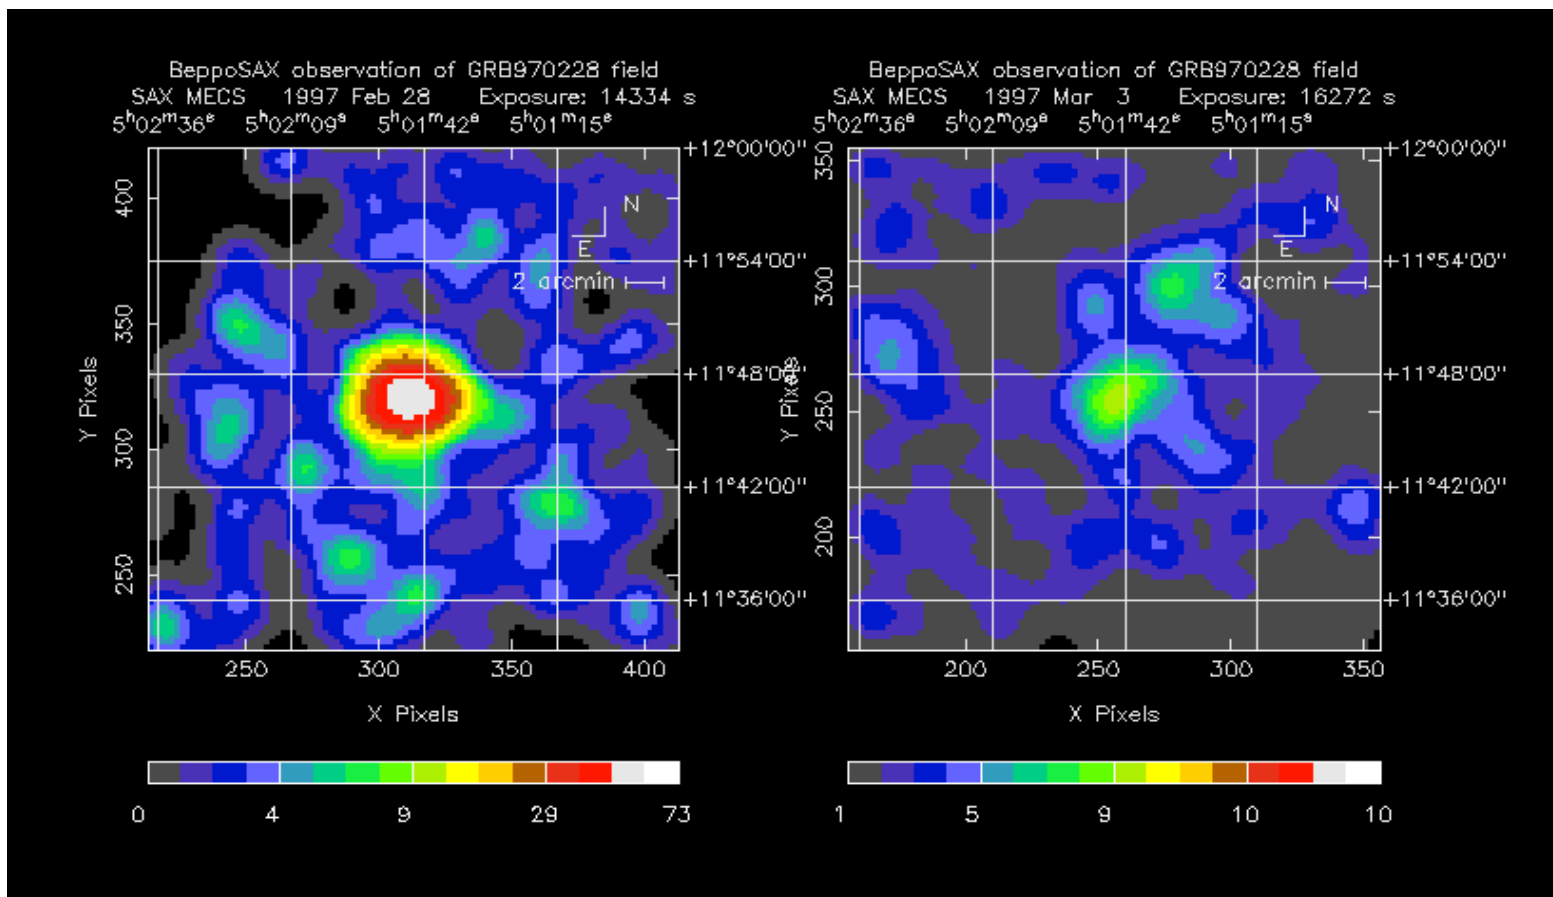 BeppoSAX observation of GRB970228 field
SAX MECS 1997 Feb 28 Exposure: 14334 s
5h02m36s 5h02m09s 5h01m42s 5h01m15s
+12°00'00"
+11°54'00"
+11°48'00"
+11°42'00"
+11°36'00"
N
E
2 arcmin
400
350
300
250
Y Pixels
250 300 350 400
X Pixels
0 4 9 29 73
BeppoSAX observation of GRB970228 field
SAX MECS 1997 Mar 3 Exposure: 16272 s
5h02m36s 5h02m09s 5h01m42s 5h01m15s
+12°00'00"
+11°54'00"
+11°48'00"
+11°42'00"
+11°36'00"
N
E
2 arcmin
350
300
250
200
Y Pixels
200 250 300 350
X Pixels
1 5 9 10 10